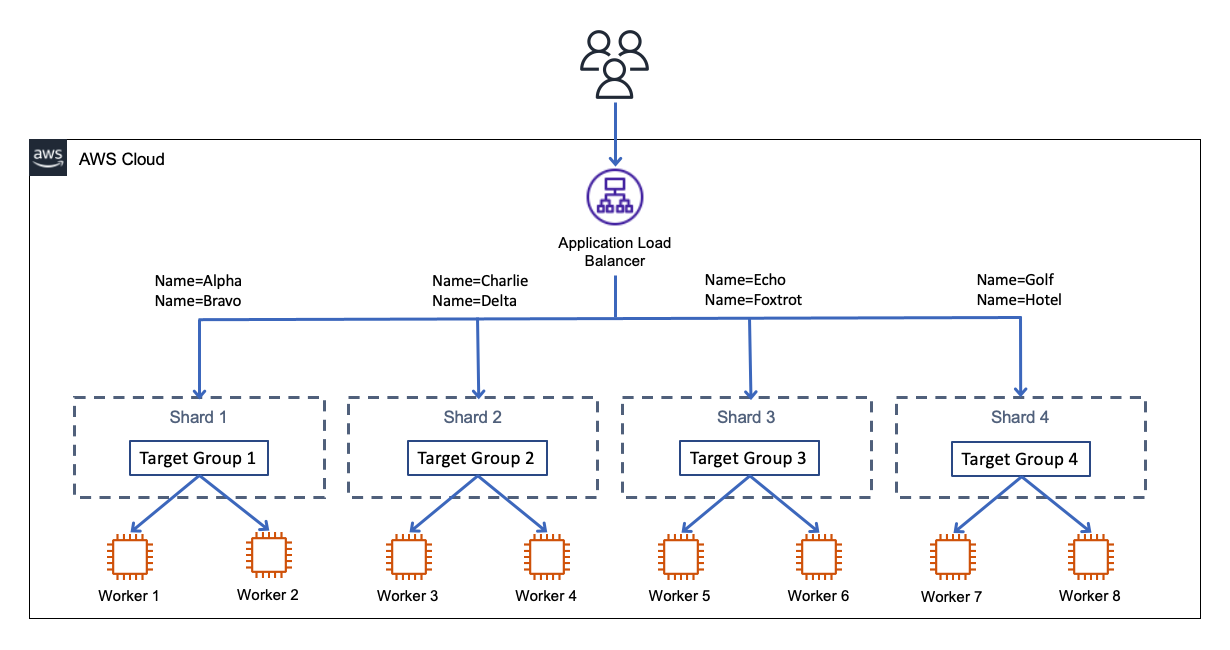 aws
AWS Cloud
Application Load
Balancer
Name=Alpha
Name=Bravo
Name=Charlie
Name=Delta
Name=Echo
Name=Foxtrot
Name=Golf
Name=Hotel
Shard 1
Target Group 1
Shard 2
Target Group 2
Shard 3
Target Group 3
Shard 4
Target Group 4
Worker 1
Worker 2
Worker 3
Worker 4
Worker 5
Worker 6
Worker 7
Worker 8